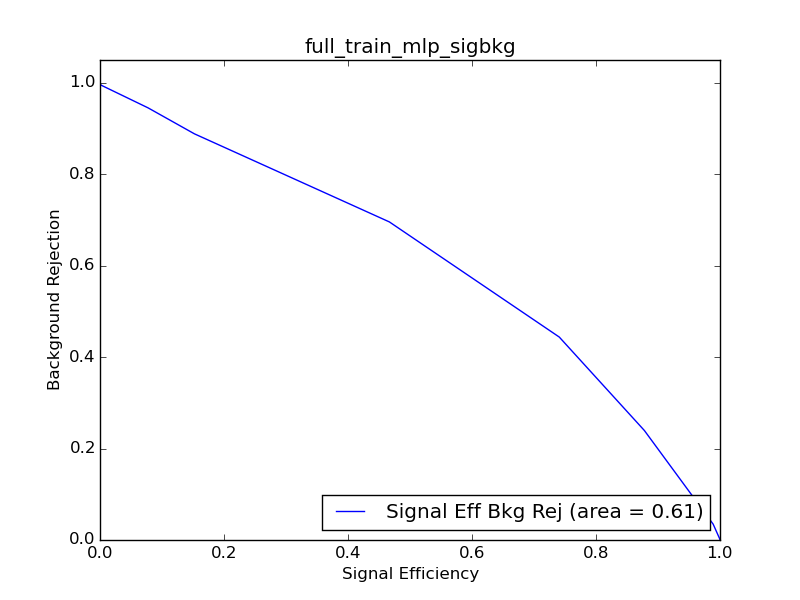 full_train_mlp_sigbkg
1.0
0.8
0.6
0.4
0.2
0.0
Background Rejection
Signal Eff Bkg Rej (area = 0.61)
0.0 0.2 0.4 0.6 0.8 1.0
Signal Efficiency